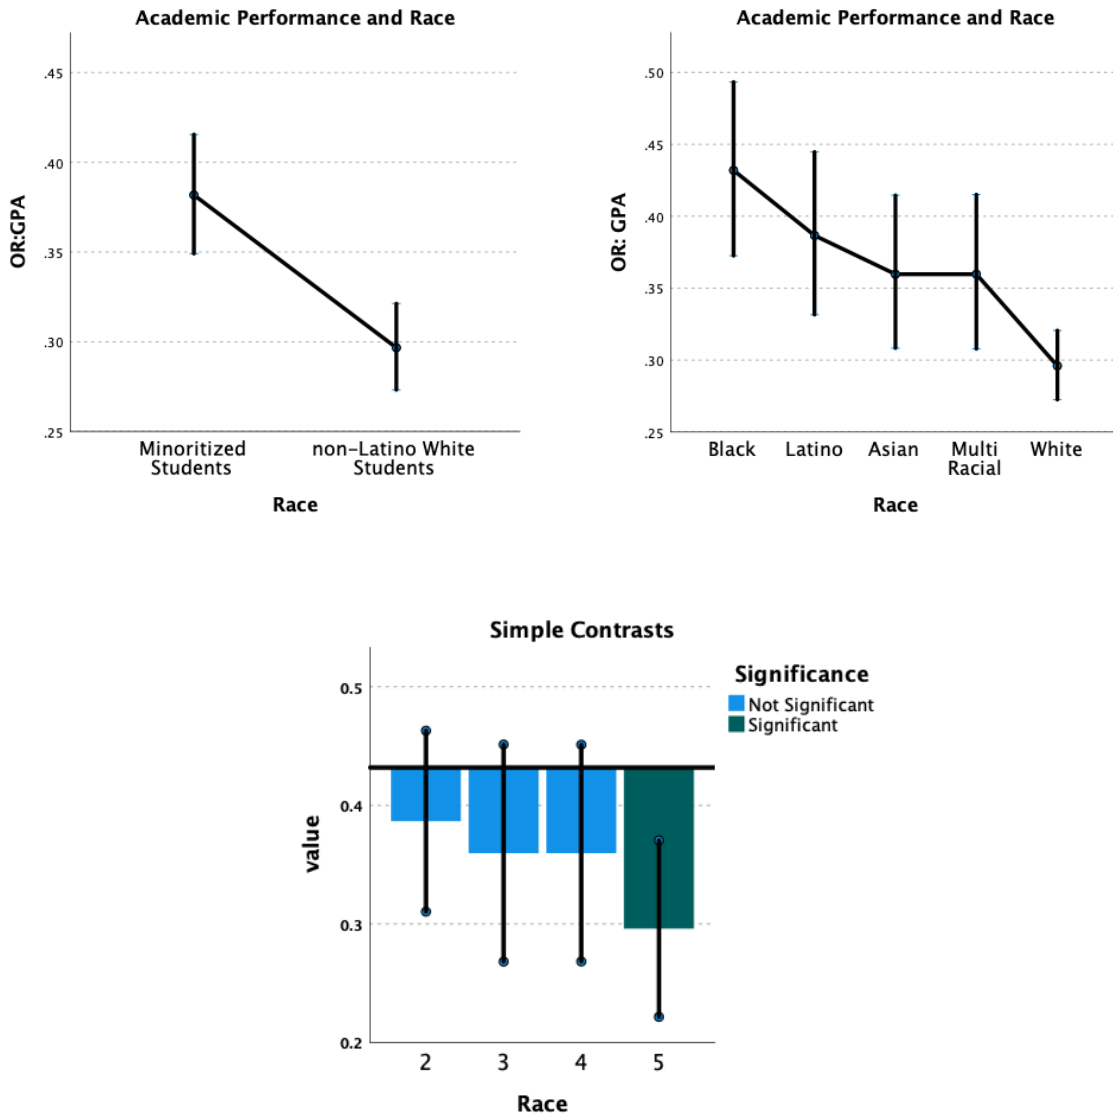 Academic Performance and Race
.45
.40
.35
.30
.25
OR:GPA
Minoritized
Students
non-Latino White
Students
Race
Academic Performance and Race
.50
.45
.40
.35
.30
.25
OR: GPA
Black
Latino
Asian
Multi
Racial
White
Race
Simple Contrasts
0.5
0.4
0.3
0.2
value
2
3
4
5
Race
Significance
Not Significant
Significant